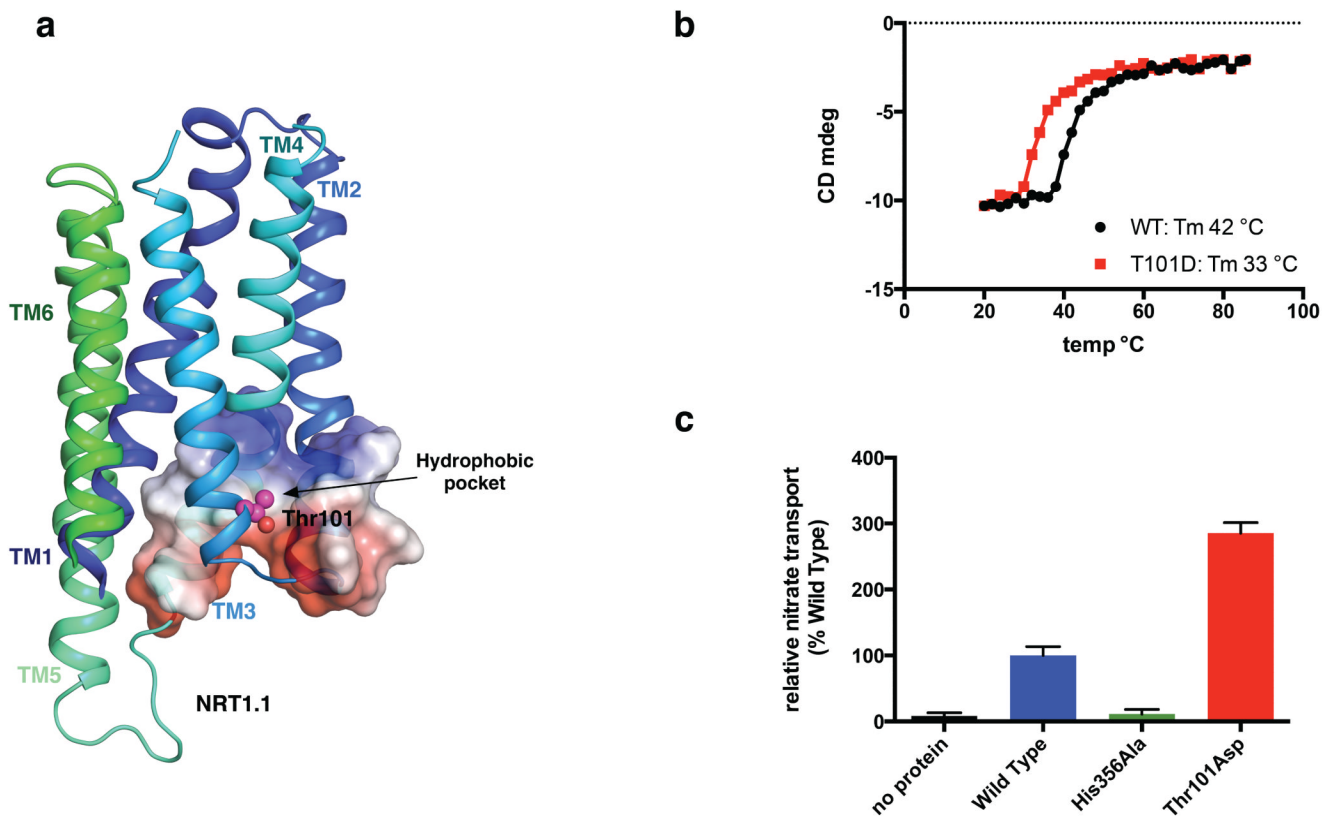 a
TM4
TM2
TM6
Hydrophobic
pocket
Thr101
TM1
TM3
TM5
NRT1.1
b
0
-5
-10
-15
CD mdeg
WT: Tm 42 °C
T101D: Tm 33 °C
0
20
40
60
80
100
temp °C
c
relative nitrate transport
(% Wild Type)
400
300
200
100
0
no protein
Wild Type
His356Ala
Thr101Asp